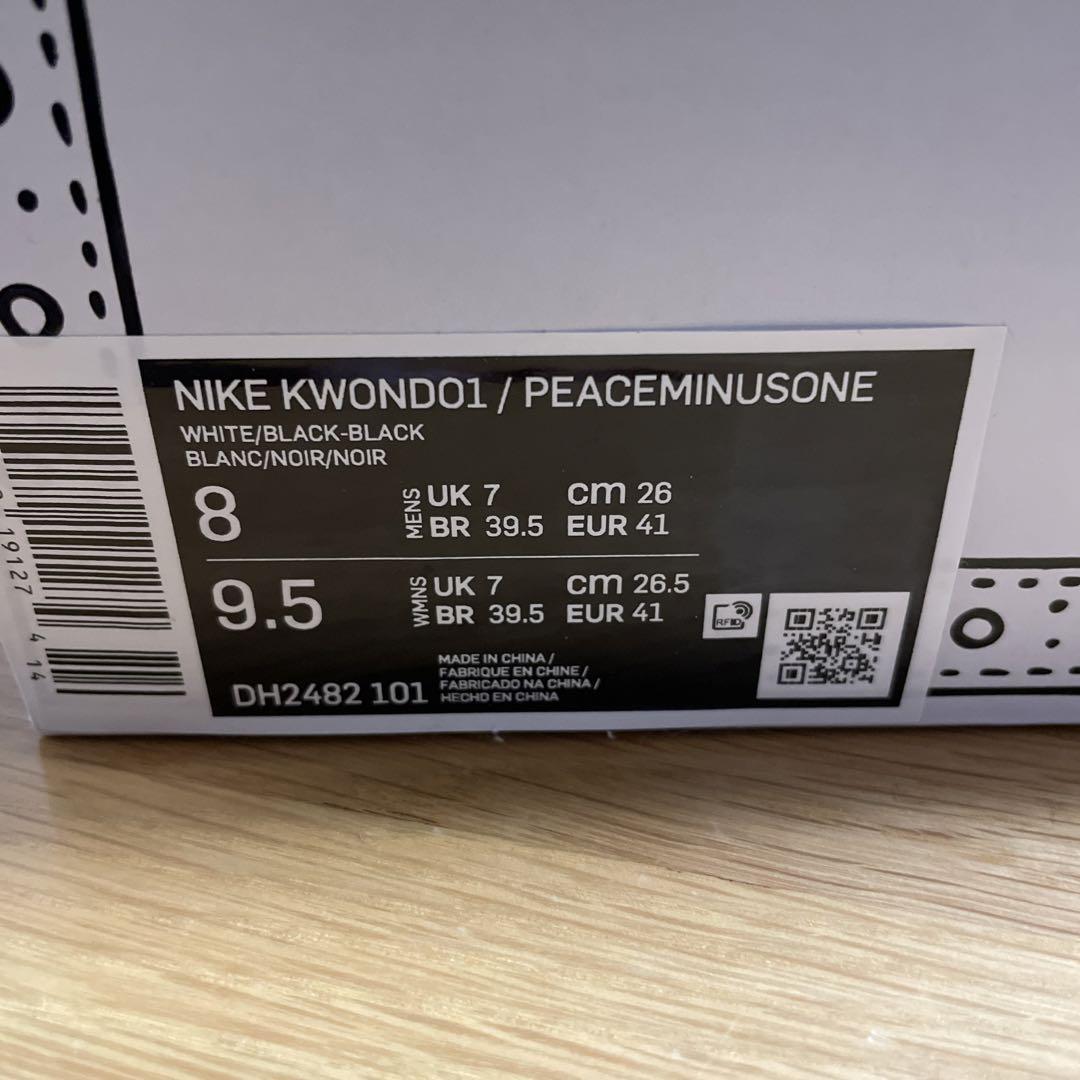 NIKE KWONDO1 / PEACEMINUSONE
WHITE/BLACK-BLACK
BLANC/NOIR/NOIR
8 MENS UK 7 cm 26
BR 39.5 EUR 41
9.5 WMNS UK 7 cm 26.5
BR 39.5 EUR 41
RFID
MADE IN CHINA /
FABRIQUE EN CHINE /
FABRICADO NA CHINA /
HECHO EN CHINA
DH2482 101
19127 4 14